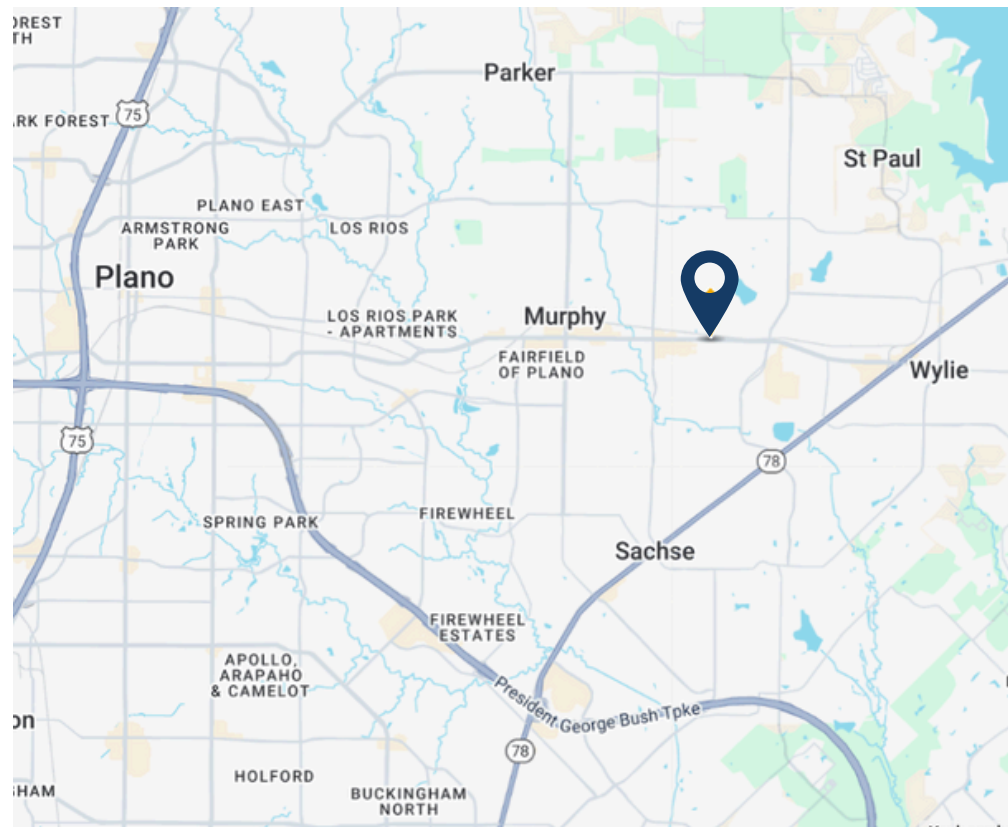 OREST
TH
Parker
75
ARK FOREST
St Paul
PLANO EAST
ARMSTRONG
PARK
LOS RIOS
Plano
LOS RIOS PARK
- APARTMENTS
Murphy
FAIRFIELD
OF PLANO
Wylie
75
78
FIREWHEEL
SPRING PARK
Sachse
FIREWHEEL
ESTATES
APOLLO,
ARAPAHO
& CAMELOT
President George Bush Tpke
on
78
HOLFORD
GHAM
BUCKINGHAM
NORTH